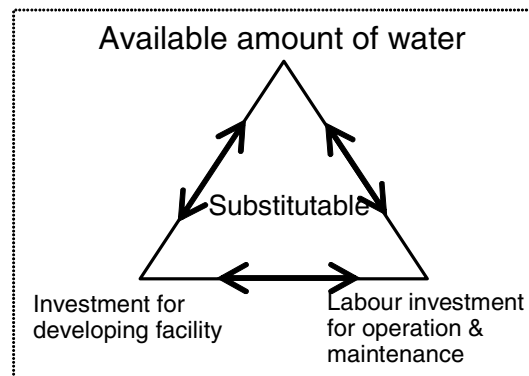 Available amount of water
Substitutable
Investment for
developing facility
Labour investment
for operation &
maintenance